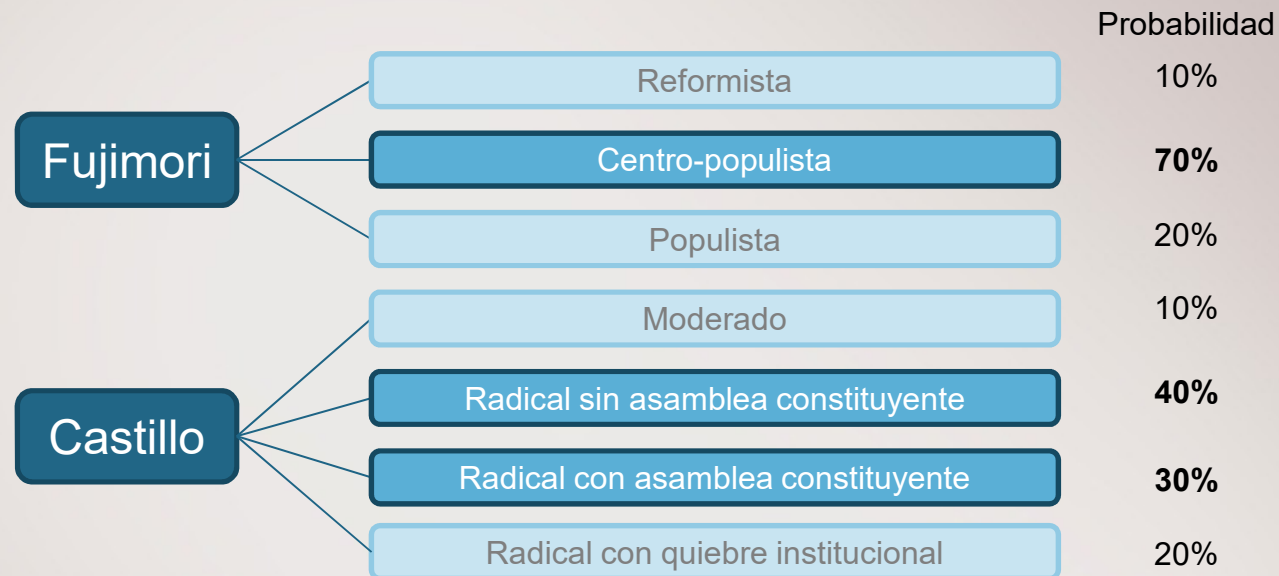 Probabilidad
Reformista 10%
Fujimori Centro-populista 70%
Populista 20%
Moderado 10%
Radical sin asamblea constituyente 40%
Castillo
Radical con asamblea constituyente 30%
Radical con quiebre institucional 20%